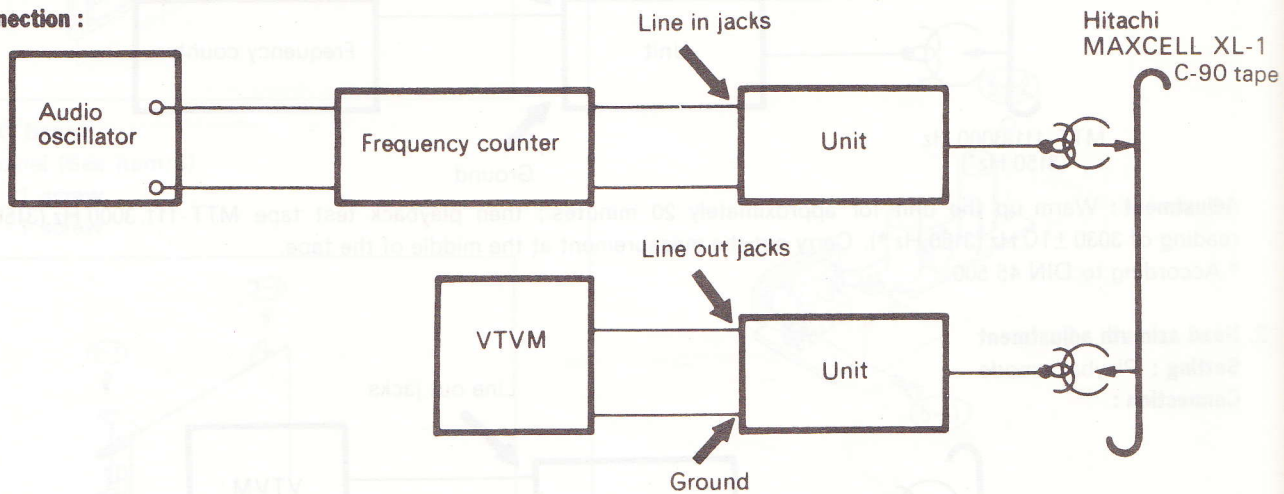 nection :
Line in jacks
Hitachi
MAXCELL XL-1
C-90 tape
Audio
oscillator
Frequency counter
Unit
Line out jacks
VTVM
Unit
Ground